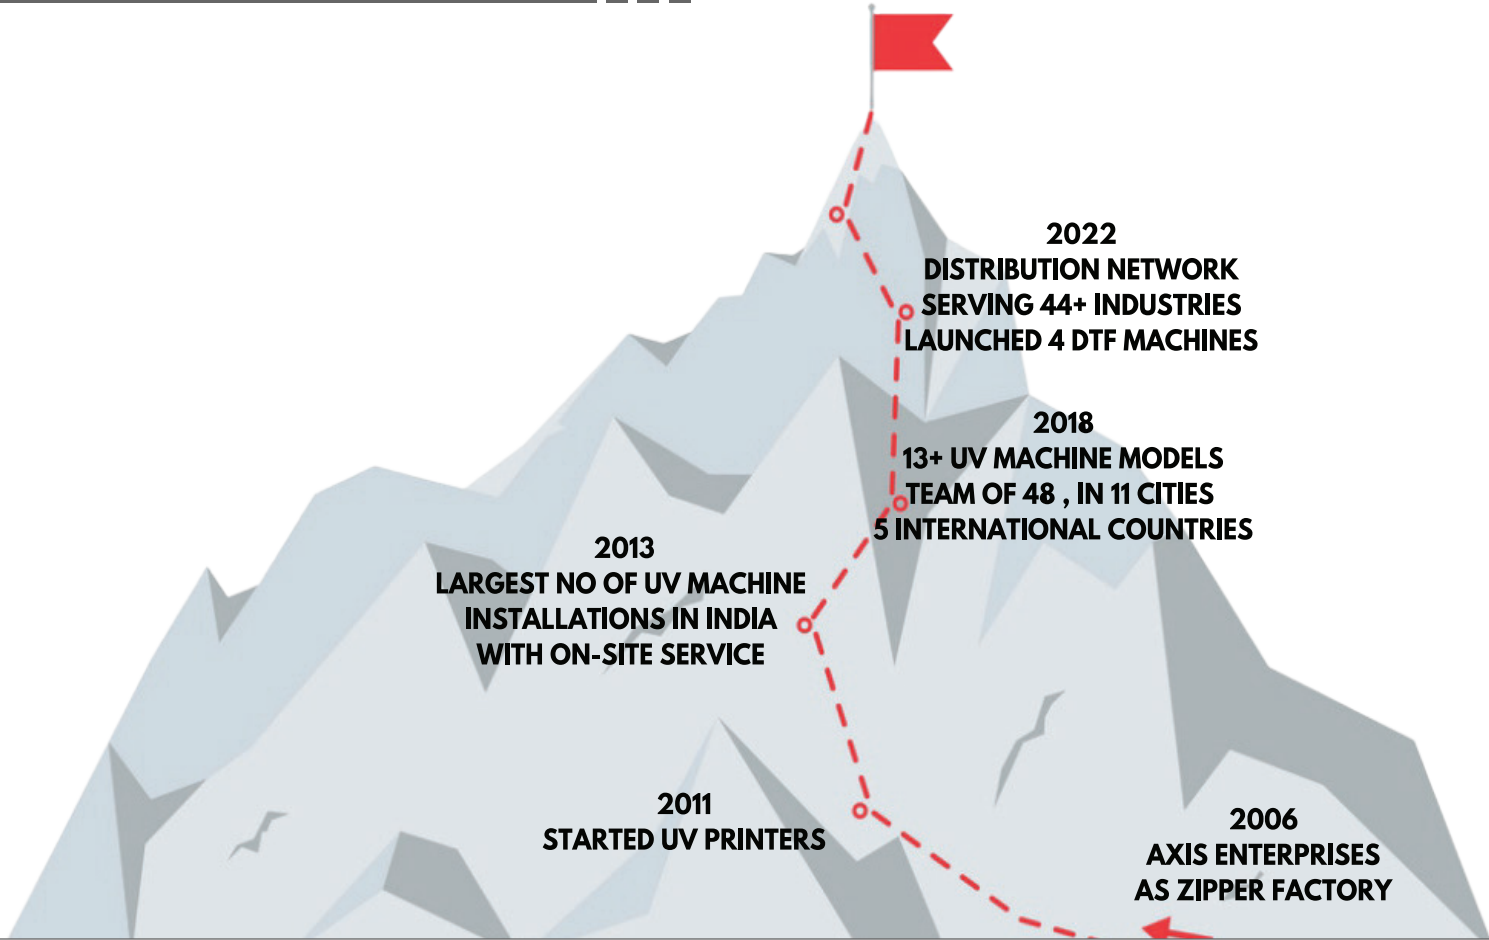 2022
DISTRIBUTION NETWORK
SERVING 44+ INDUSTRIES
LAUNCHED 4 DTF MACHINES
2018
13+ UV MACHINE MODELS
TEAM OF 48 , IN 11 CITIES
5 INTERNATIONAL COUNTRIES
2013
LARGEST NO OF UV MACHINE
INSTALLATIONS IN INDIA
WITH ON-SITE SERVICE
2011
STARTED UV PRINTERS
2006
AXIS ENTERPRISES
AS ZIPPER FACTORY